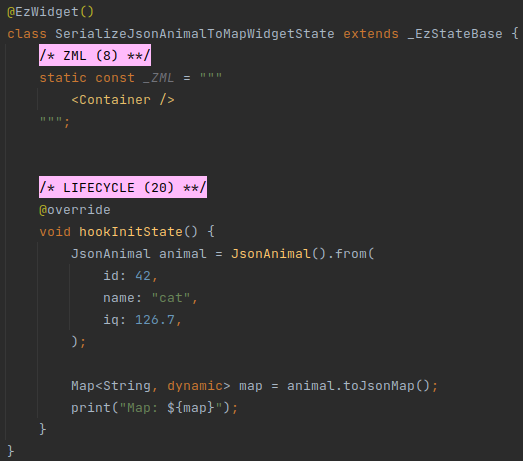 @EzWidget()
class SerializeJsonAnimalToMapWidgetState extends _EzStateBase {
    /* ZML (8) **/
    static const _ZML = """
        <Container />
    """;

    /* LIFECYCLE (20) **/
    @override
    void hookInitState() {
        JsonAnimal animal = JsonAnimal().from(
            id: 42,
            name: "cat",
            iq: 126.7,
        );

        Map<String, dynamic> map = animal.toJsonMap();
        print("Map: ${map}");
    }
}